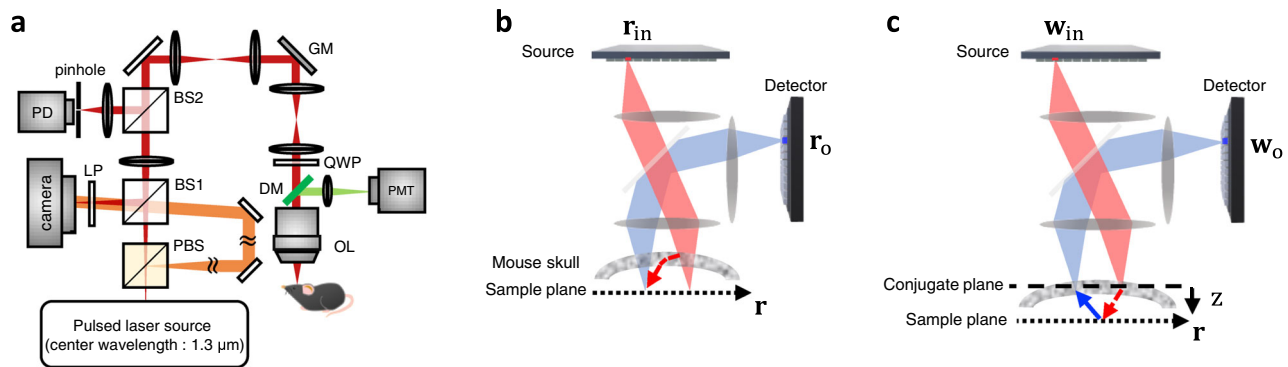 a
GM
pinhole
PD
BS2
QWP
LP
BS1
DM
PMT
camera
PBS
OL
≈
≈
Pulsed laser source
(center wavelength : 1.3 μm)
b
r_in
Source
Detector
r_o
Mouse skull
Sample plane
r
c
w_in
Source
Detector
w_o
Conjugate plane
z
Sample plane
r